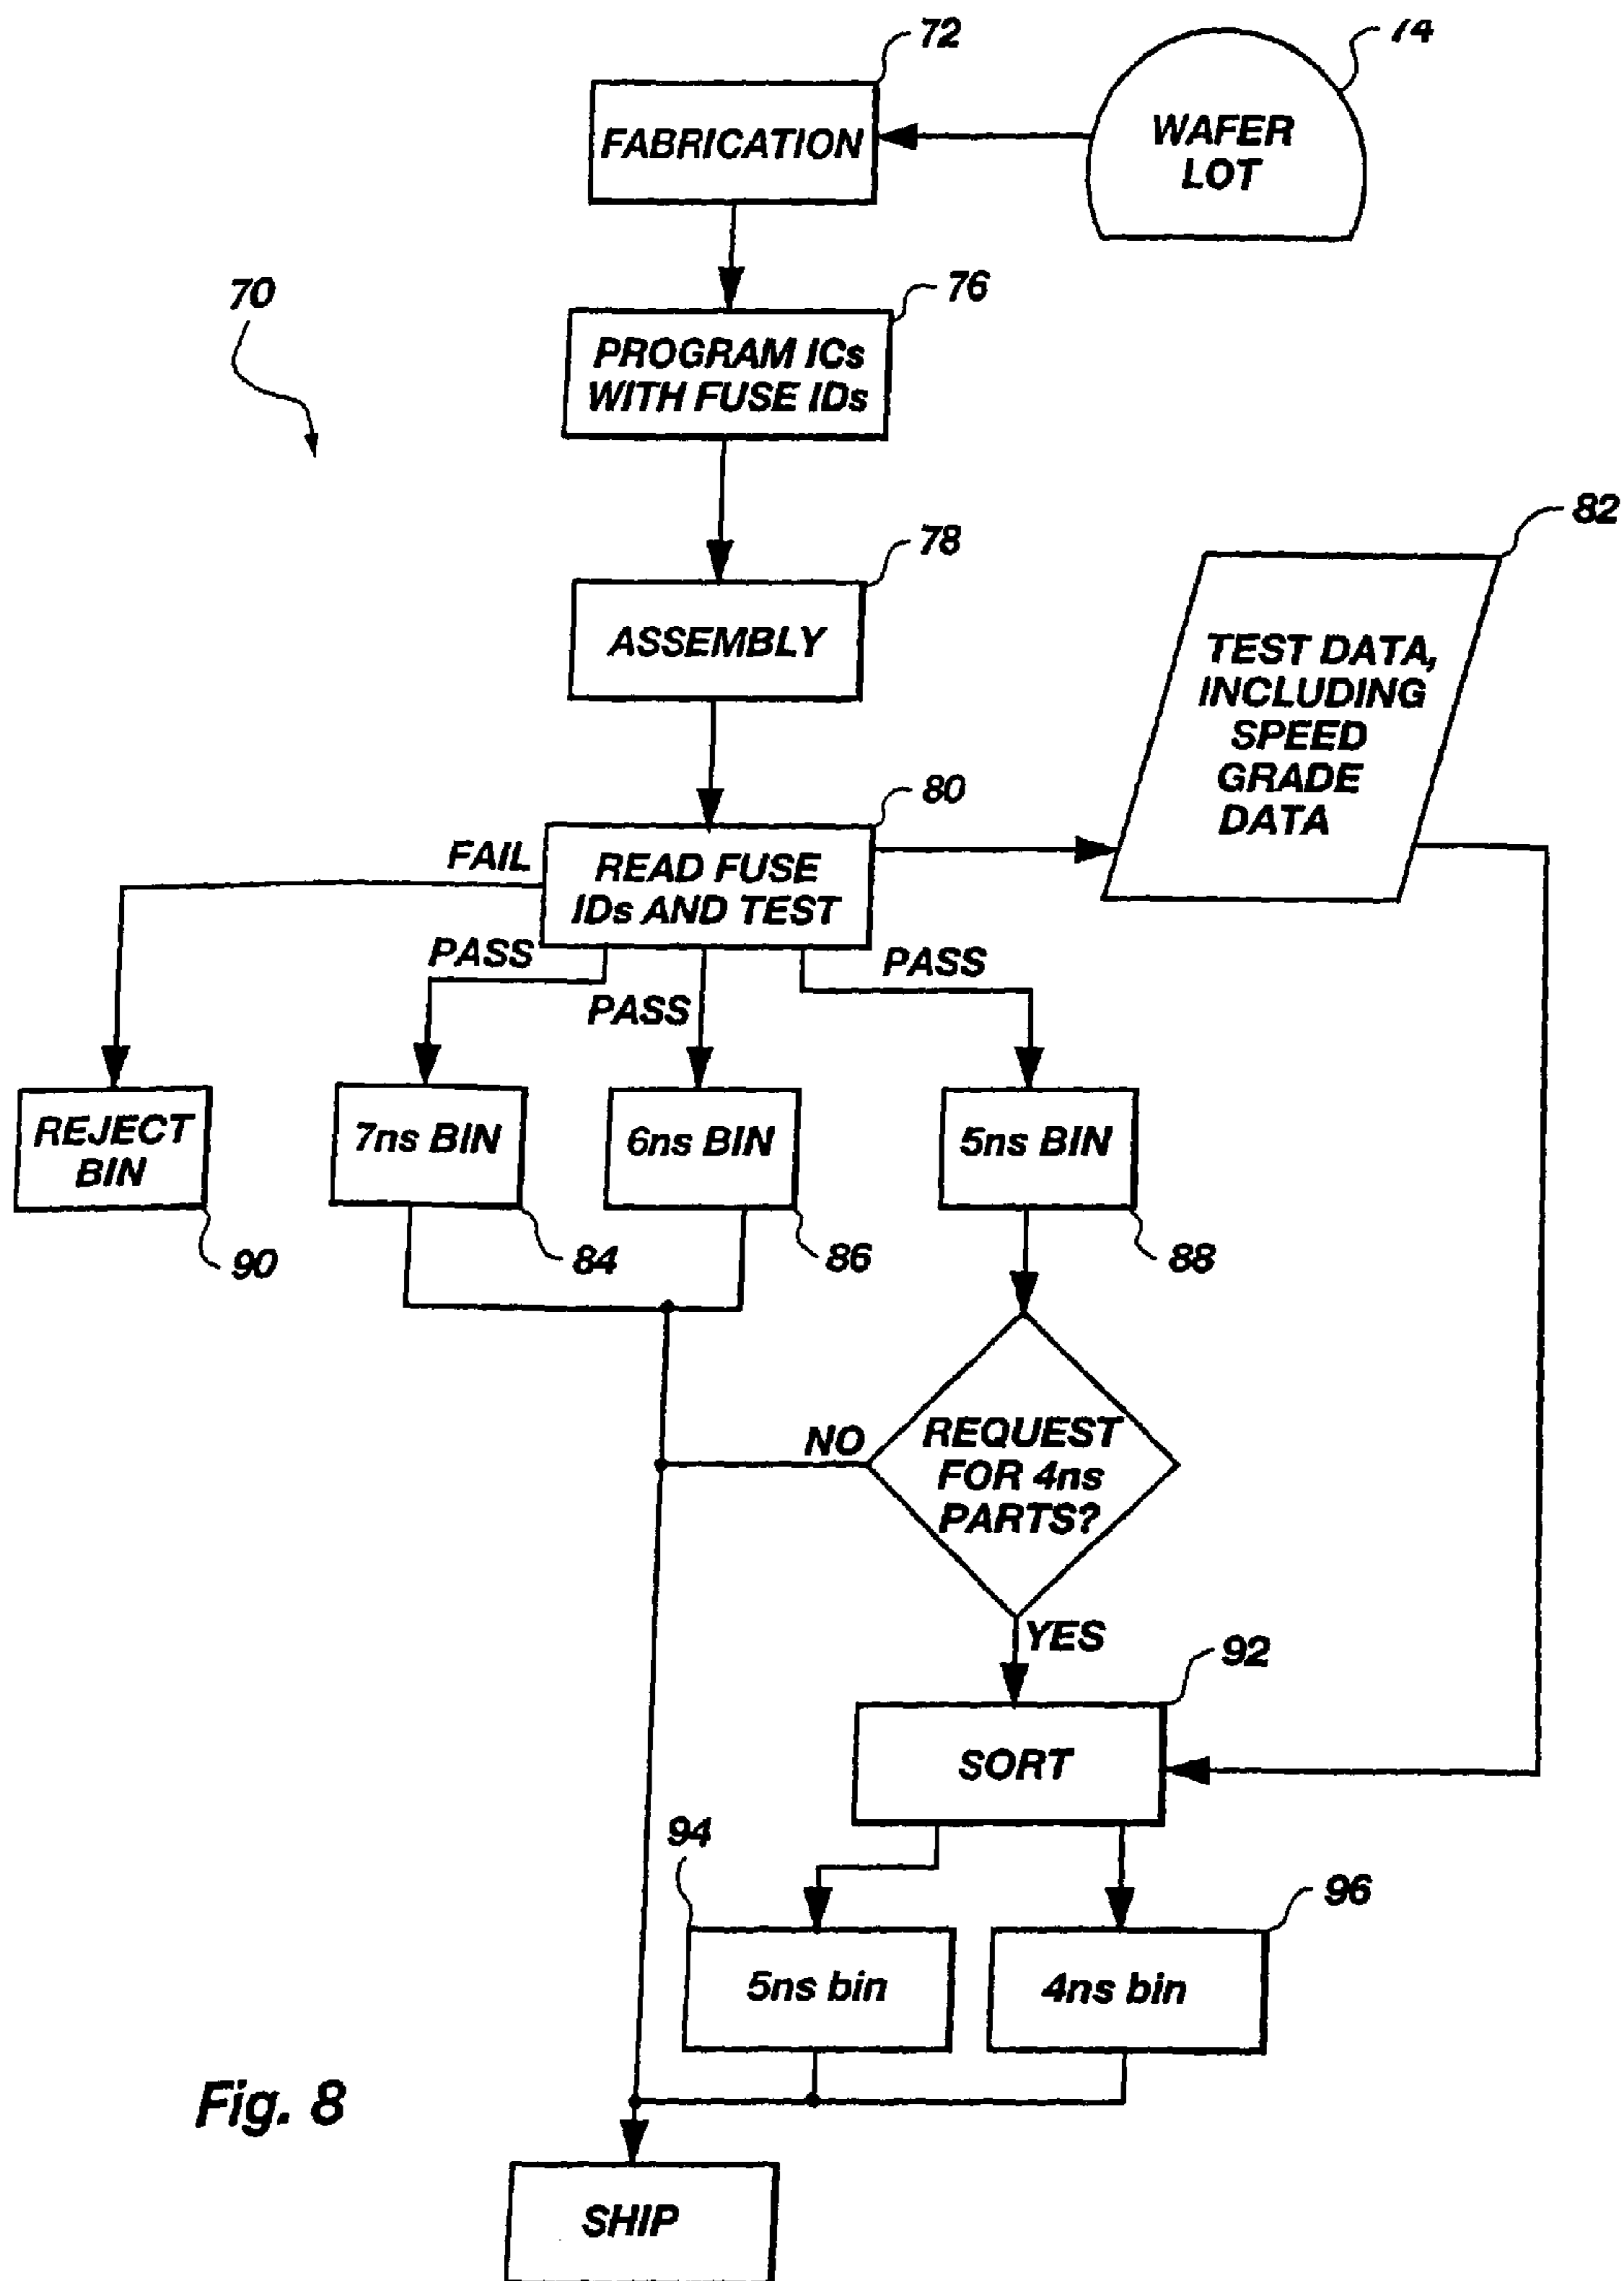 72
74
WAFER
LOT
FABRICATION
70
76
PROGRAM ICs
WITH FUSE IDs
78
82
ASSEMBLY
TEST DATA,
INCLUDING
SPEED
GRADE
DATA
80
FAIL
READ FUSE
IDs AND TEST
PASS
PASS
PASS
REJECT
BIN
7ns BIN
6ns BIN
5ns BIN
90
84
86
88
NO
REQUEST
FOR 4ns
PARTS?
YES
92
SORT
94
96
5ns bin
4ns bin
Fig. 8
SHIP